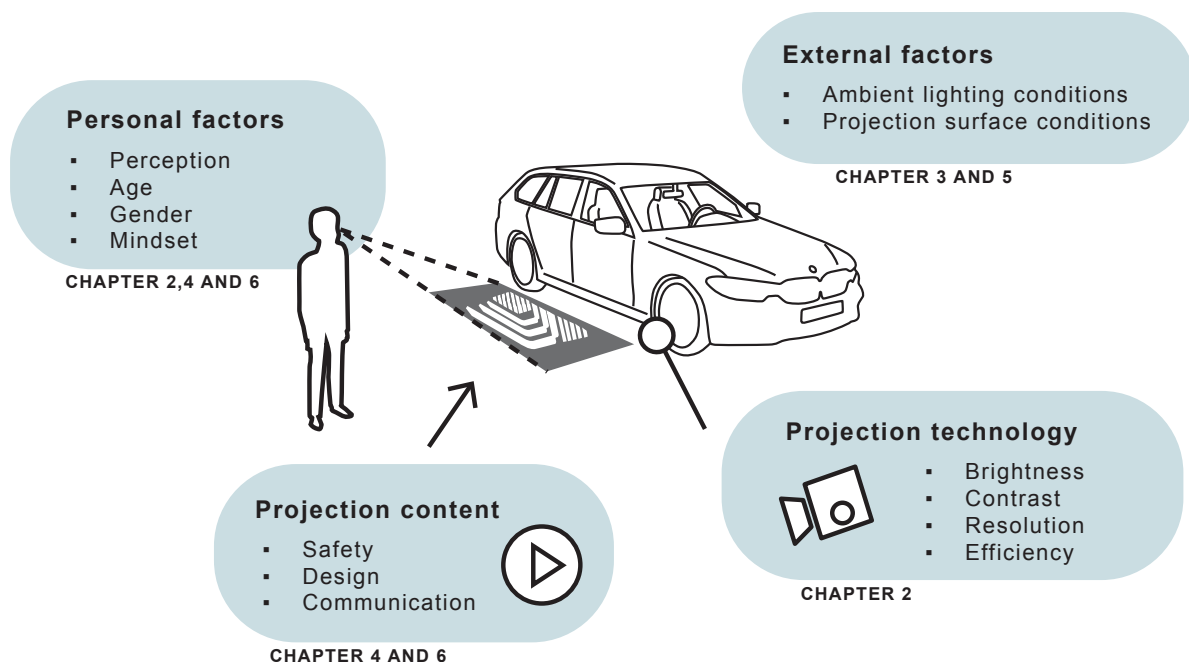 External factors
▪ Ambient lighting conditions
▪ Projection surface conditions
CHAPTER 3 AND 5
Personal factors
▪ Perception
▪ Age
▪ Gender
▪ Mindset
CHAPTER 2,4 AND 6
Projection technology
▪ Brightness
▪ Contrast
▪ Resolution
▪ Efficiency
CHAPTER 2
Projection content
▪ Safety
▪ Design
▪ Communication
CHAPTER 4 AND 6